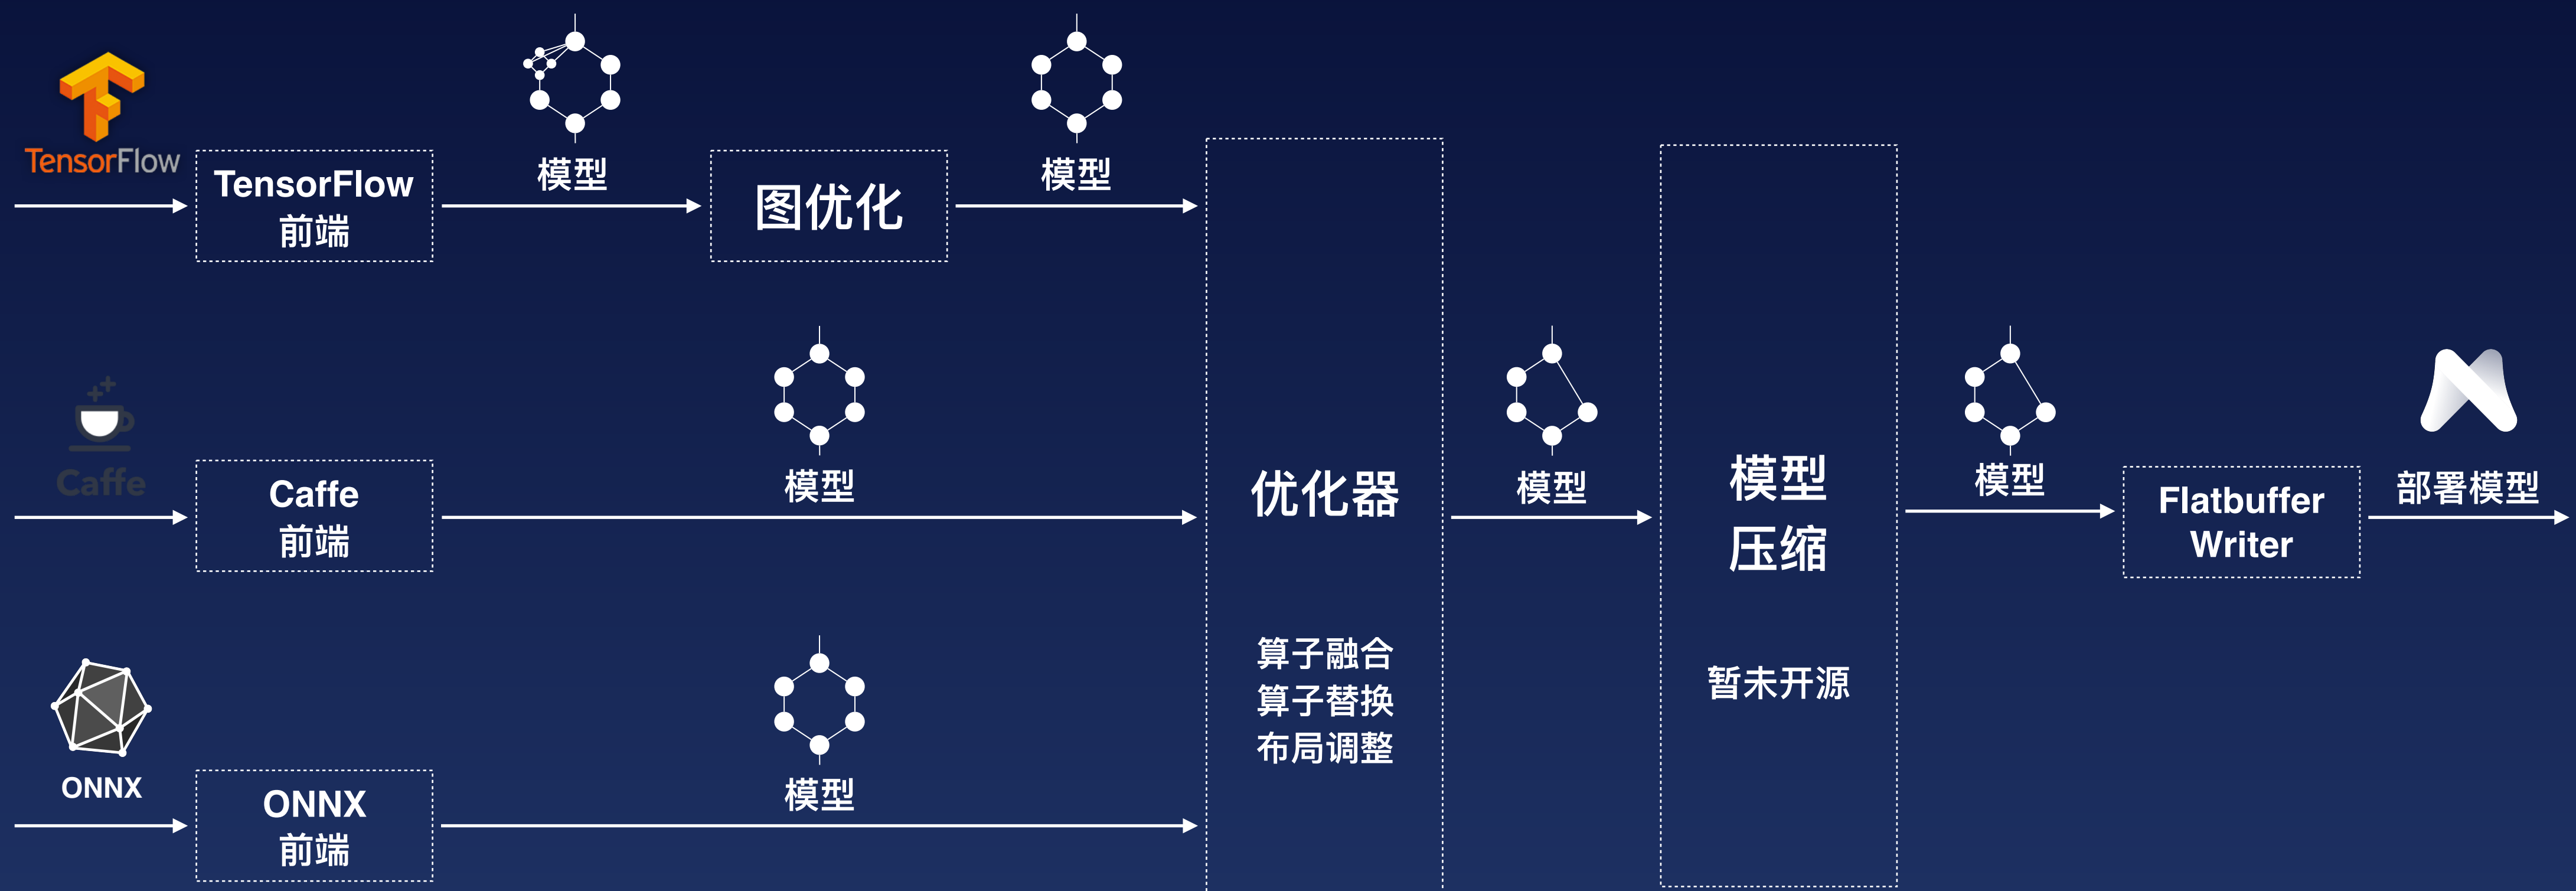 TensorFlow
TensorFlow
前端
模型
图优化
模型
Caffe
Caffe
前端
模型
ONNX
ONNX
前端
模型
优化器
算子融合
算子替换
布局调整
模型
模型
压缩
暂未开源
模型
Flatbuffer
Writer
部署模型